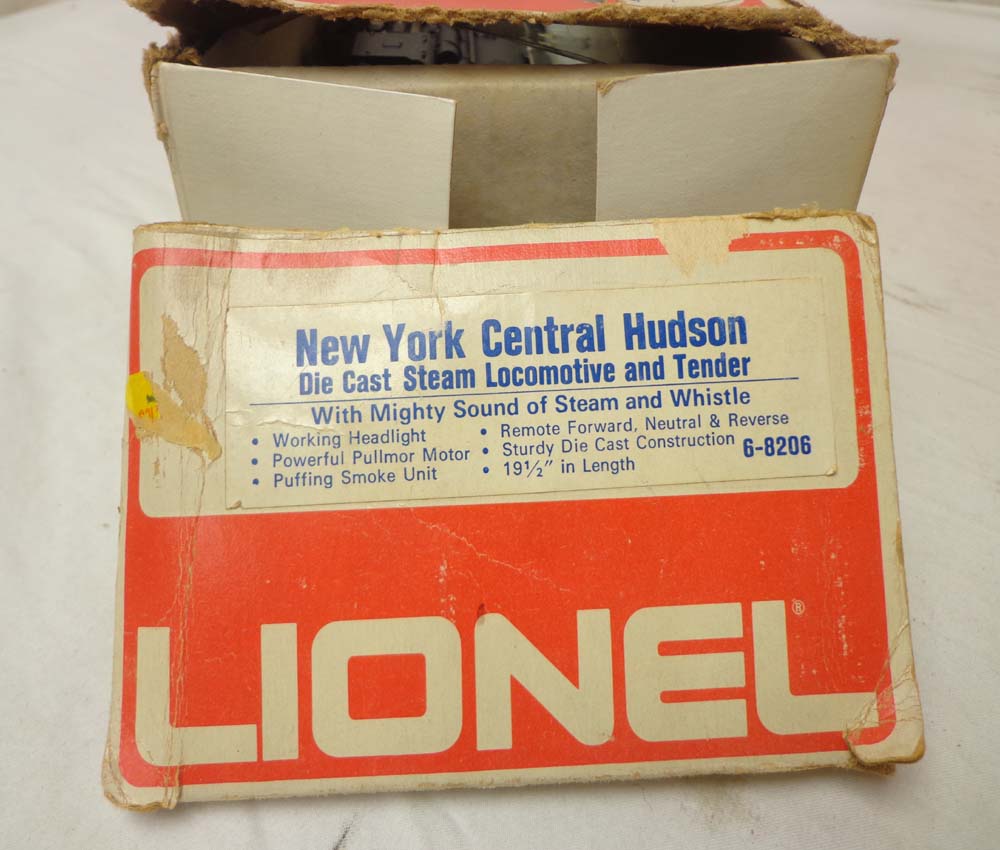 New York Central Hudson
Die Cast Steam Locomotive and Tender
With Mighty Sound of Steam and Whistle
• Working Headlight
• Powerful Pullmor Motor
• Puffing Smoke Unit
• Remote Forward, Neutral & Reverse
• Sturdy Die Cast Construction
• 19½" in Length
6-8206
LIONEL®